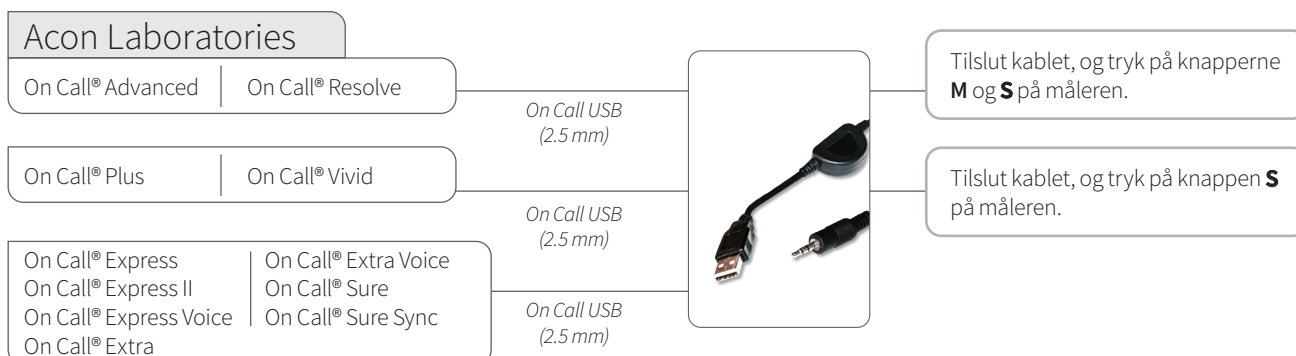 Acon Laboratories
On Call® Advanced
On Call® Resolve
On Call USB
(2.5 mm)
Tilslut kablet, og tryk på knapperne
M og S på måleren.
On Call® Plus
On Call® Vivid
On Call USB
(2.5 mm)
Tilslut kablet, og tryk på knappen S
på måleren.
On Call® Express
On Call® Express II
On Call® Express Voice
On Call® Extra
On Call® Extra Voice
On Call® Sure
On Call® Sure Sync
On Call USB
(2.5 mm)